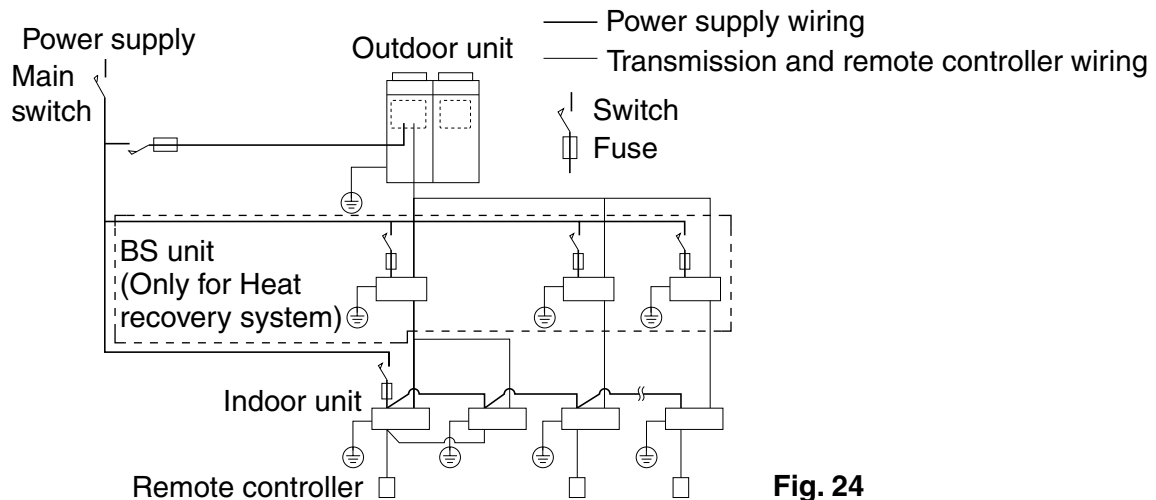 Power supply
Main
switch
Outdoor unit
Power supply wiring
Transmission and remote controller wiring
Switch
Fuse
BS unit
(Only for Heat
recovery system)
Indoor unit
Remote controller
Fig. 24